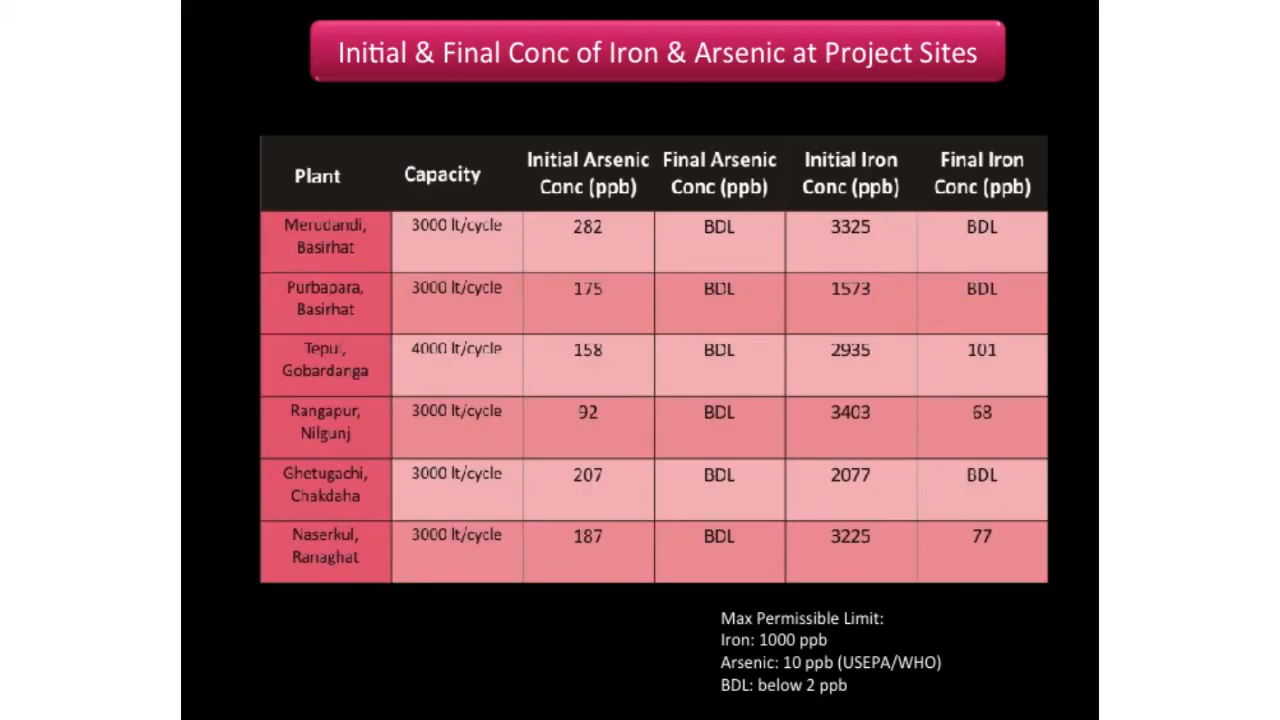 Initial & Final Conc of Iron & Arsenic at Project Sites
Plant Capacity Initial Arsenic Conc (ppb) Final Arsenic Conc (ppb) Initial Iron Conc (ppb) Final Iron Conc (ppb)
Merudandi, Basirhat 3000 lt/cycle 282 BDL 3325 BDL
Purbapara, Basirhat 3000 lt/cycle 175 BDL 1573 BDL
Tepul, Gobardanga 4000 lt/cycle 158 BDL 2935 101
Rangapur, Nilgunj 3000 lt/cycle 92 BDL 3403 68
Ghetugachi, Chakdaha 3000 lt/cycle 207 BDL 2077 BDL
Naserkul, Ranaghat 3000 lt/cycle 187 BDL 3225 77
Max Permissible Limit:
Iron: 1000 ppb
Arsenic: 10 ppb (USEPA/WHO)
BDL: below 2 ppb